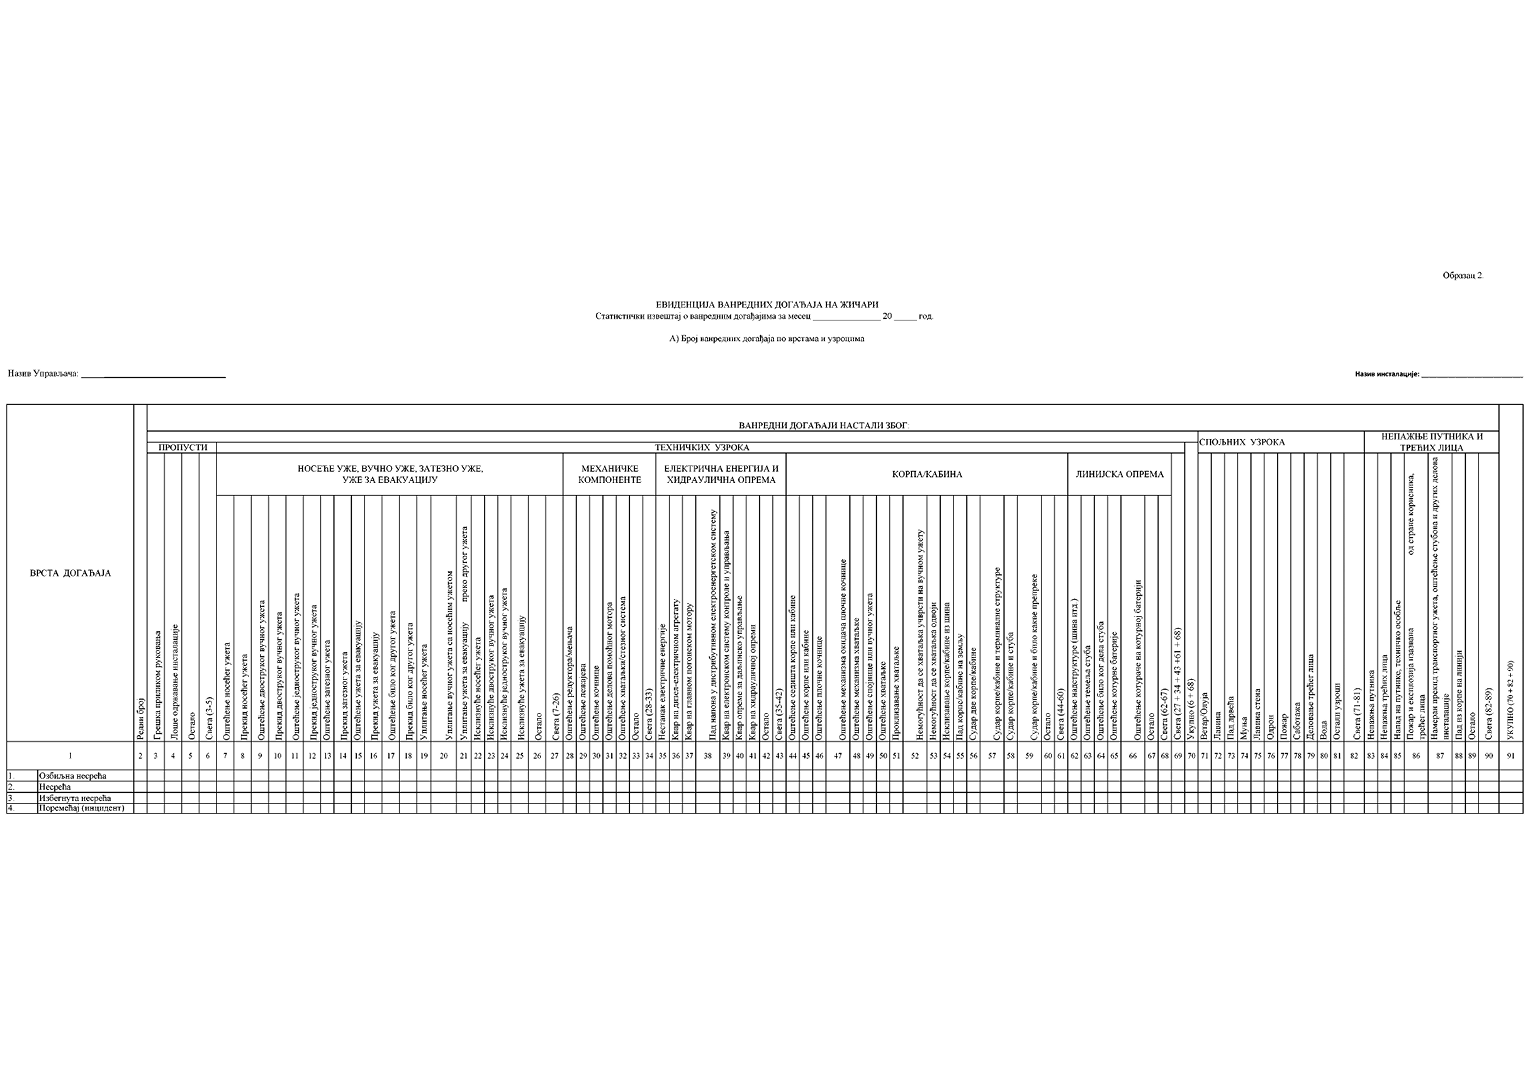 Образац 2.
ЕВИДЕНЦИЈА ВАНРЕДНИХ ДОГАЂАЈА НА ЖИЧАРИ
Статистички извештај о ванредним догађајима за месец ________________ 20 _____ год.
А) Број ванредних догађаја по врстама и узроцима
Назив Управљача: ________________________________
Назив инсталације: ________________________________
ВРСТА ДОГАЂАЈА
ВАНРЕДНИ ДОГАЂАЈИ НАСТАЛИ ЗБОГ:
ПРОПУСТИ
ТЕХНИЧКИХ УЗРОКА
СПОЉНИХ УЗРОКА
НЕПАЖЊЕ ПУТНИКА И
ТРЕЋИХ ЛИЦА
НОСЕЋЕ УЖЕ, ВУЧНО УЖЕ, ЗАТЕЗНО УЖЕ,
УЖЕ ЗА ЕВАКУАЦИЈУ
МЕХАНИЧКЕ
КОМПОНЕНТЕ
ЕЛЕКТРИЧНА ЕНЕРГИЈА И
ХИДРАУЛИЧНА ОПРЕМА
КОРПА/КАБИНА
ЛИНИЈСКА ОПРЕМА
Редни број
Грешка приликом руковања
Лоше одржавање инсталације
Остало
Свега (3-5)
Оштећење носећег ужета
Прекид носећег ужета
Оштећење двоструког вучног ужета
Прекид двоструког вучног ужета
Оштећење једноструког вучног ужета
Прекид једноструког вучног ужета
Оштећење затезног ужета
Прекид затезног ужета
Оштећење ужета за евакуацију
Прекид ужета за евакуацију
Оштећење било ког другог ужета
Прекид било ког другог ужета
Уплитање носећег ужета
Уплитање вучног ужета са носећим ужетом
Уплитање ужета за евакуацију преко другог ужета
Исклизнуће носећег ужета
Исклизнуће двоструког вучног ужета
Исклизнуће једноструког вучног ужета
Исклизнуће ужета за евакуацију
Остало
Свега (7-26)
Оштећење редуктора/мењача
Оштећење лежајева
Оштећење кочнице
Оштећење делова помоћног мотора
Оштећење хватаљка/стезног система
Остало
Свега (28-33)
Нестанак електричне енергије
Квар на дизел-електричном агрегату
Квар на главном погонском мотору
Пад напона у дистрибутивном електроенергетском систему
Квар на електронском систему контроле и управљања
Квар опреме за даљинско управљање
Квар на хидрауличној опреми
Остало
Свега (35-42)
Оштећење седишта корпе или кабине
Оштећење корпе или кабине
Оштећење плочне кочнице
Оштећење механизма окидача плочне кочнице
Оштећење механизма хватаљке
Оштећење спојнице или вучног ужета
Оштећење хватаљке
Проклизавање хватаљке
Немогућност да се хватаљка учврсти на вучном ужету
Немогућност да се хватаљка одвоји
Исклизавање корпе/кабине из шина
Пад корпе/кабине на земљу
Судар две корпе/кабине
Судар корпе/кабине и терминалне структуре
Судар корпе/кабине и стуба
Судар корпе/кабине и било какве препреке
Остало
Свега (44-60)
Оштећење надструктуре (шина итд.)
Оштећење темеља стуба
Оштећење било ког дела стуба
Оштећење котурне батерије
Оштећење котураче на котурној батерији
Остало
Свега (62-67)
Свега (27 + 34 + 43 +61 + 68)
Укупно (6 + 68)
Ветар/Олуја
Лавина
Пад дрвећа
Муња
Лавина стена
Одрон
Пожар
Саботажа
Деловање трећег лица
Вода
Остали узроци
Свега (71-81)
Непажња путника
Непажња трећих лица
Напад на путнике, техничко особље
Пожар и експлозија изазвана од стране корисника,
трећег лица
Намеран прекид транспортног ужета, оштећење стубова и других делова
инсталације
Пад из корпе на линији
Остало
Свега (82-89)
УКУПНО (70 + 82 + 90)
1 2 3 4 5 6 7 8 9 10 11 12 13 14 15 16 17 18 19 20 21 22 23 24 25 26 27 28 29 30 31 32 33 34 35 36 37 38 39 40 41 42 43 44 45 46 47 48 49 50 51 52 53 54 55 56 57 58 59 60 61 62 63 64 65 66 67 68 69 70 71 72 73 74 75 76 77 78 79 80 81 82 83 84 85 86 87 88 89 90 91
1. Озбиљна несрећа
2. Несрећа
3. Избегнута несрећа
4. Поремећај (инцидент)